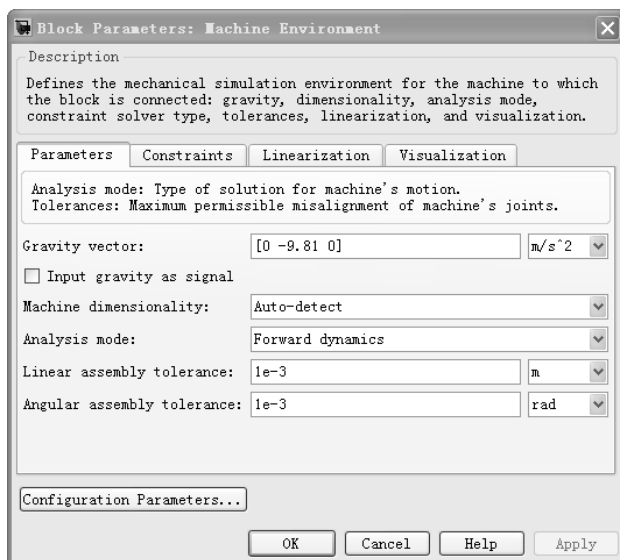 Block Parameters: Machine Environment
Description
Defines the mechanical simulation environment for the machine to which
the block is connected: gravity, dimensionality, analysis mode,
constraint solver type, tolerances, linearization, and visualization.
Parameters Constraints Linearization Visualization
Analysis mode: Type of solution for machine's motion.
Tolerances: Maximum permissible misalignment of machine's joints.
Gravity vector: [0 -9.81 0] m/s^2
Input gravity as signal
Machine dimensionality: Auto-detect
Analysis mode: Forward dynamics
Linear assembly tolerance: 1e-3 m
Angular assembly tolerance: 1e-3 rad
Configuration Parameters...
OK Cancel Help Apply